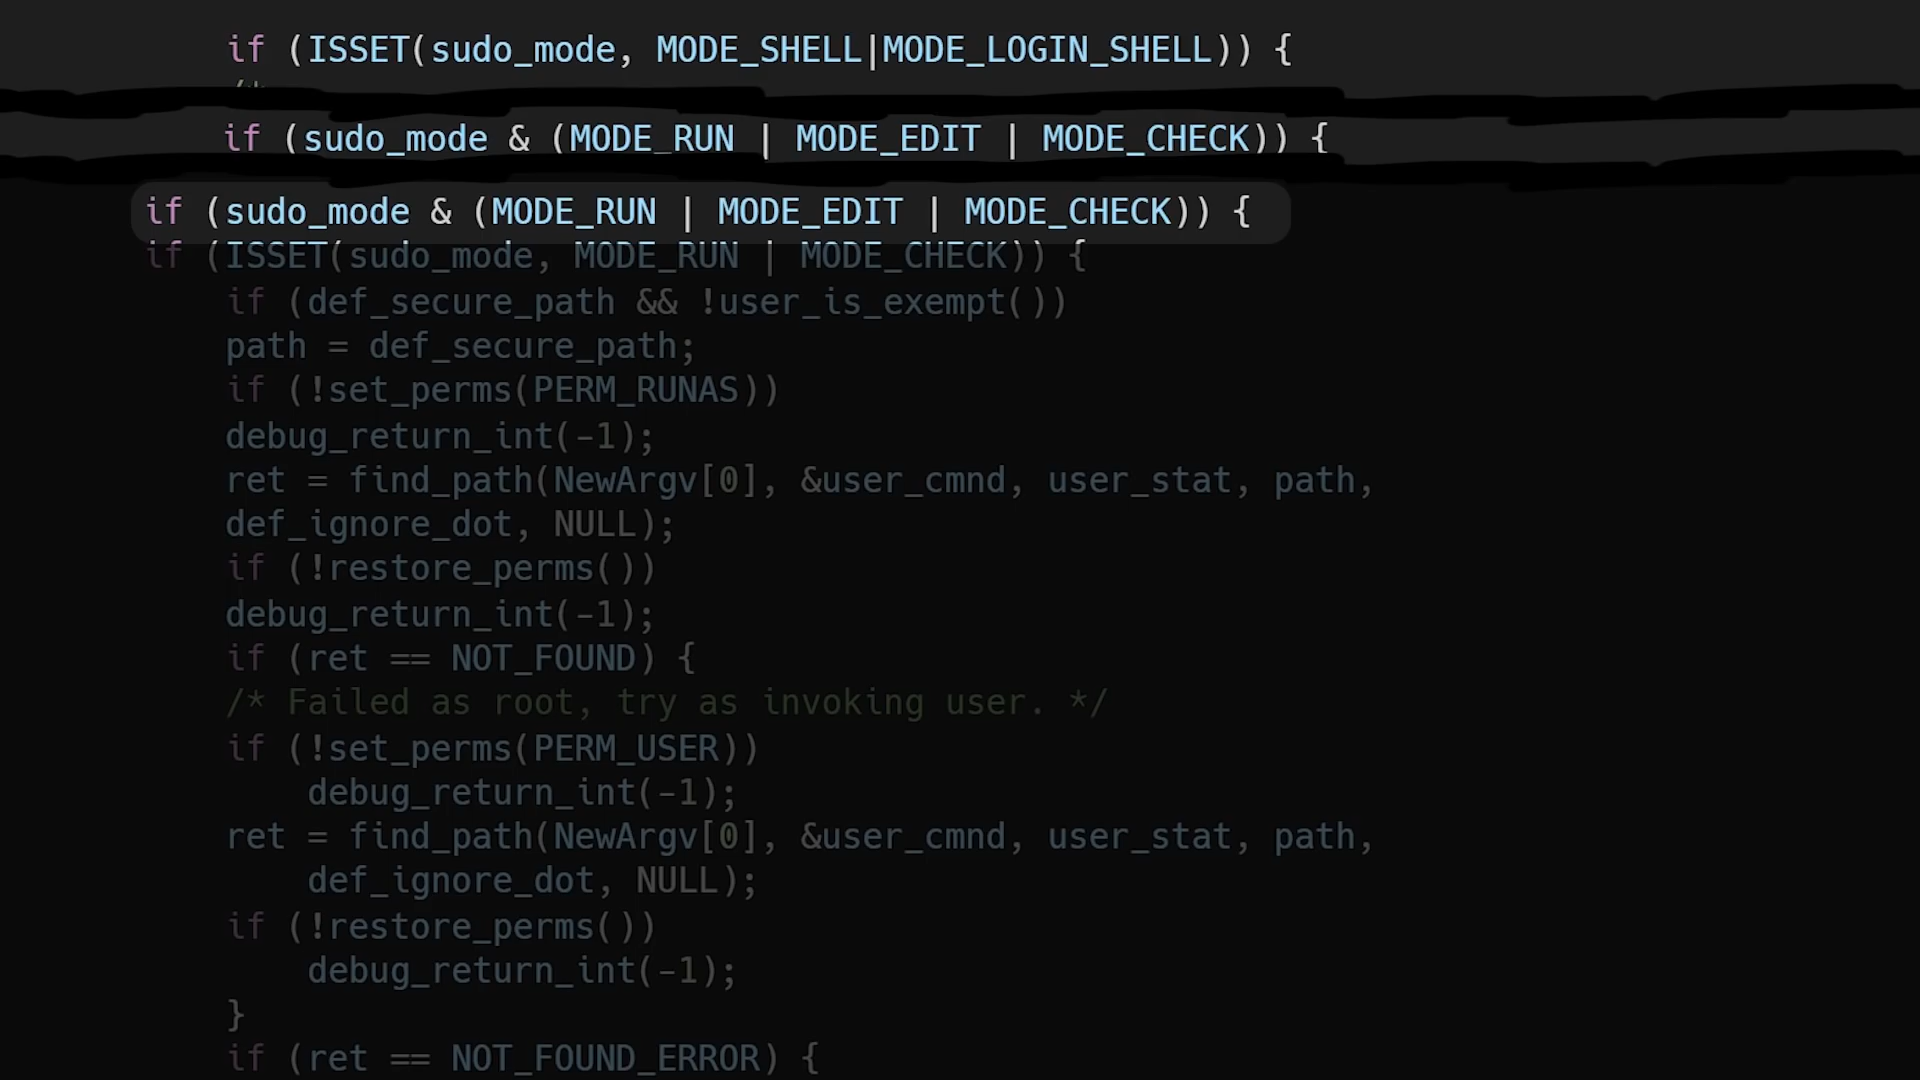 if (ISSET(sudo_mode, MODE_SHELL|MODE_LOGIN_SHELL)) {
if (sudo_mode & (MODE_RUN | MODE_EDIT | MODE_CHECK)) {
if (sudo_mode & (MODE_RUN | MODE_EDIT | MODE_CHECK)) {
if (ISSET(sudo_mode, MODE_RUN | MODE_CHECK)) {
if (def_secure_path && !user_is_exempt())
path = def_secure_path;
if (!set_perms(PERM_RUNAS))
debug_return_int(-1);
ret = find_path(NewArgv[0], &user_cmnd, user_stat, path,
def_ignore_dot, NULL);
if (!restore_perms())
debug_return_int(-1);
if (ret == NOT_FOUND) {
/* Failed as root, try as invoking user. */
if (!set_perms(PERM_USER))
debug_return_int(-1);
ret = find_path(NewArgv[0], &user_cmnd, user_stat, path,
def_ignore_dot, NULL);
if (!restore_perms())
debug_return_int(-1);
}
if (ret == NOT_FOUND_ERROR) {